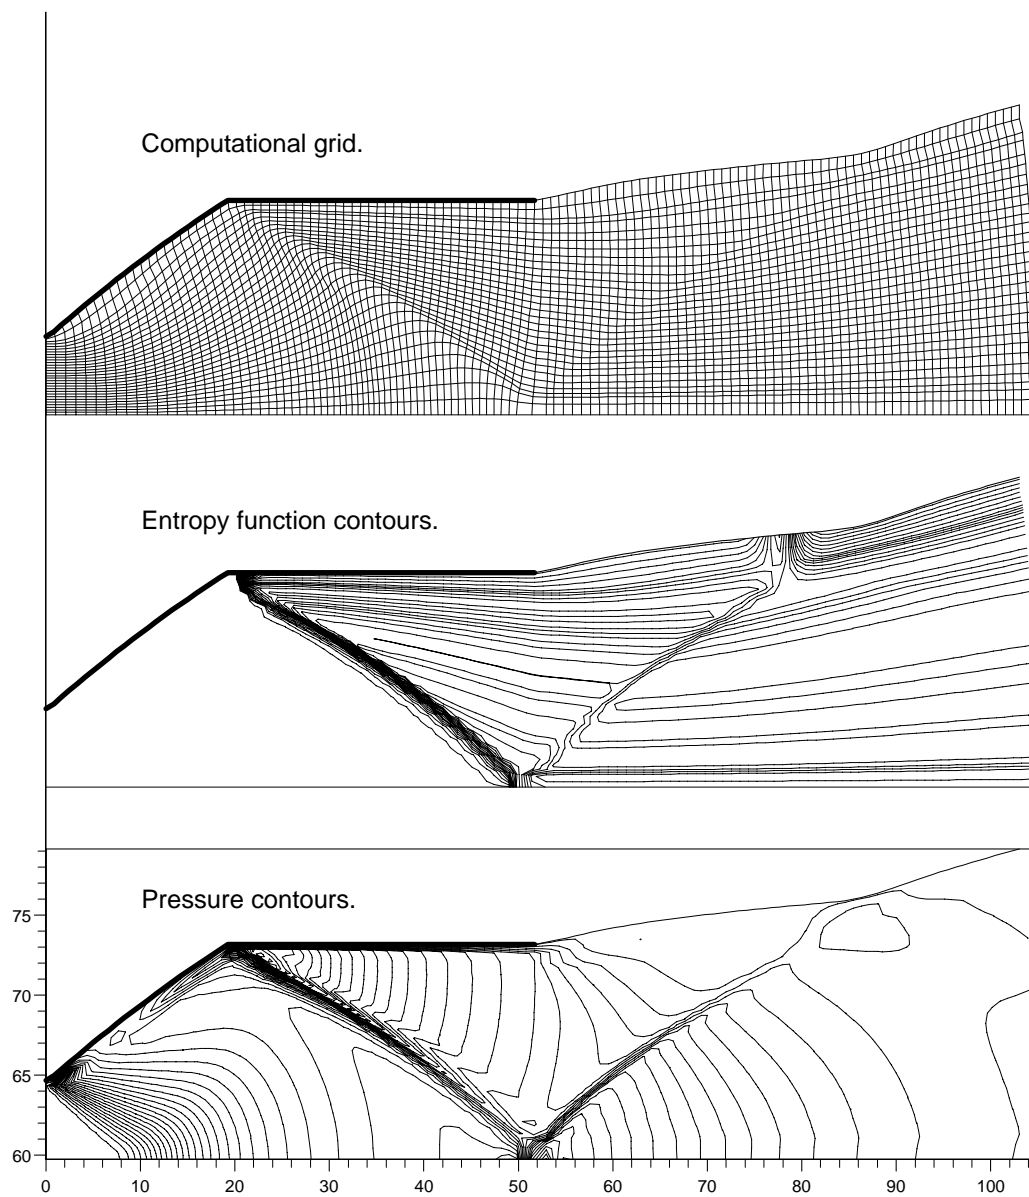 Computational grid.
Entropy function contours.
Pressure contours.
75
70
65
60
0 10 20 30 40 50 60 70 80 90 100